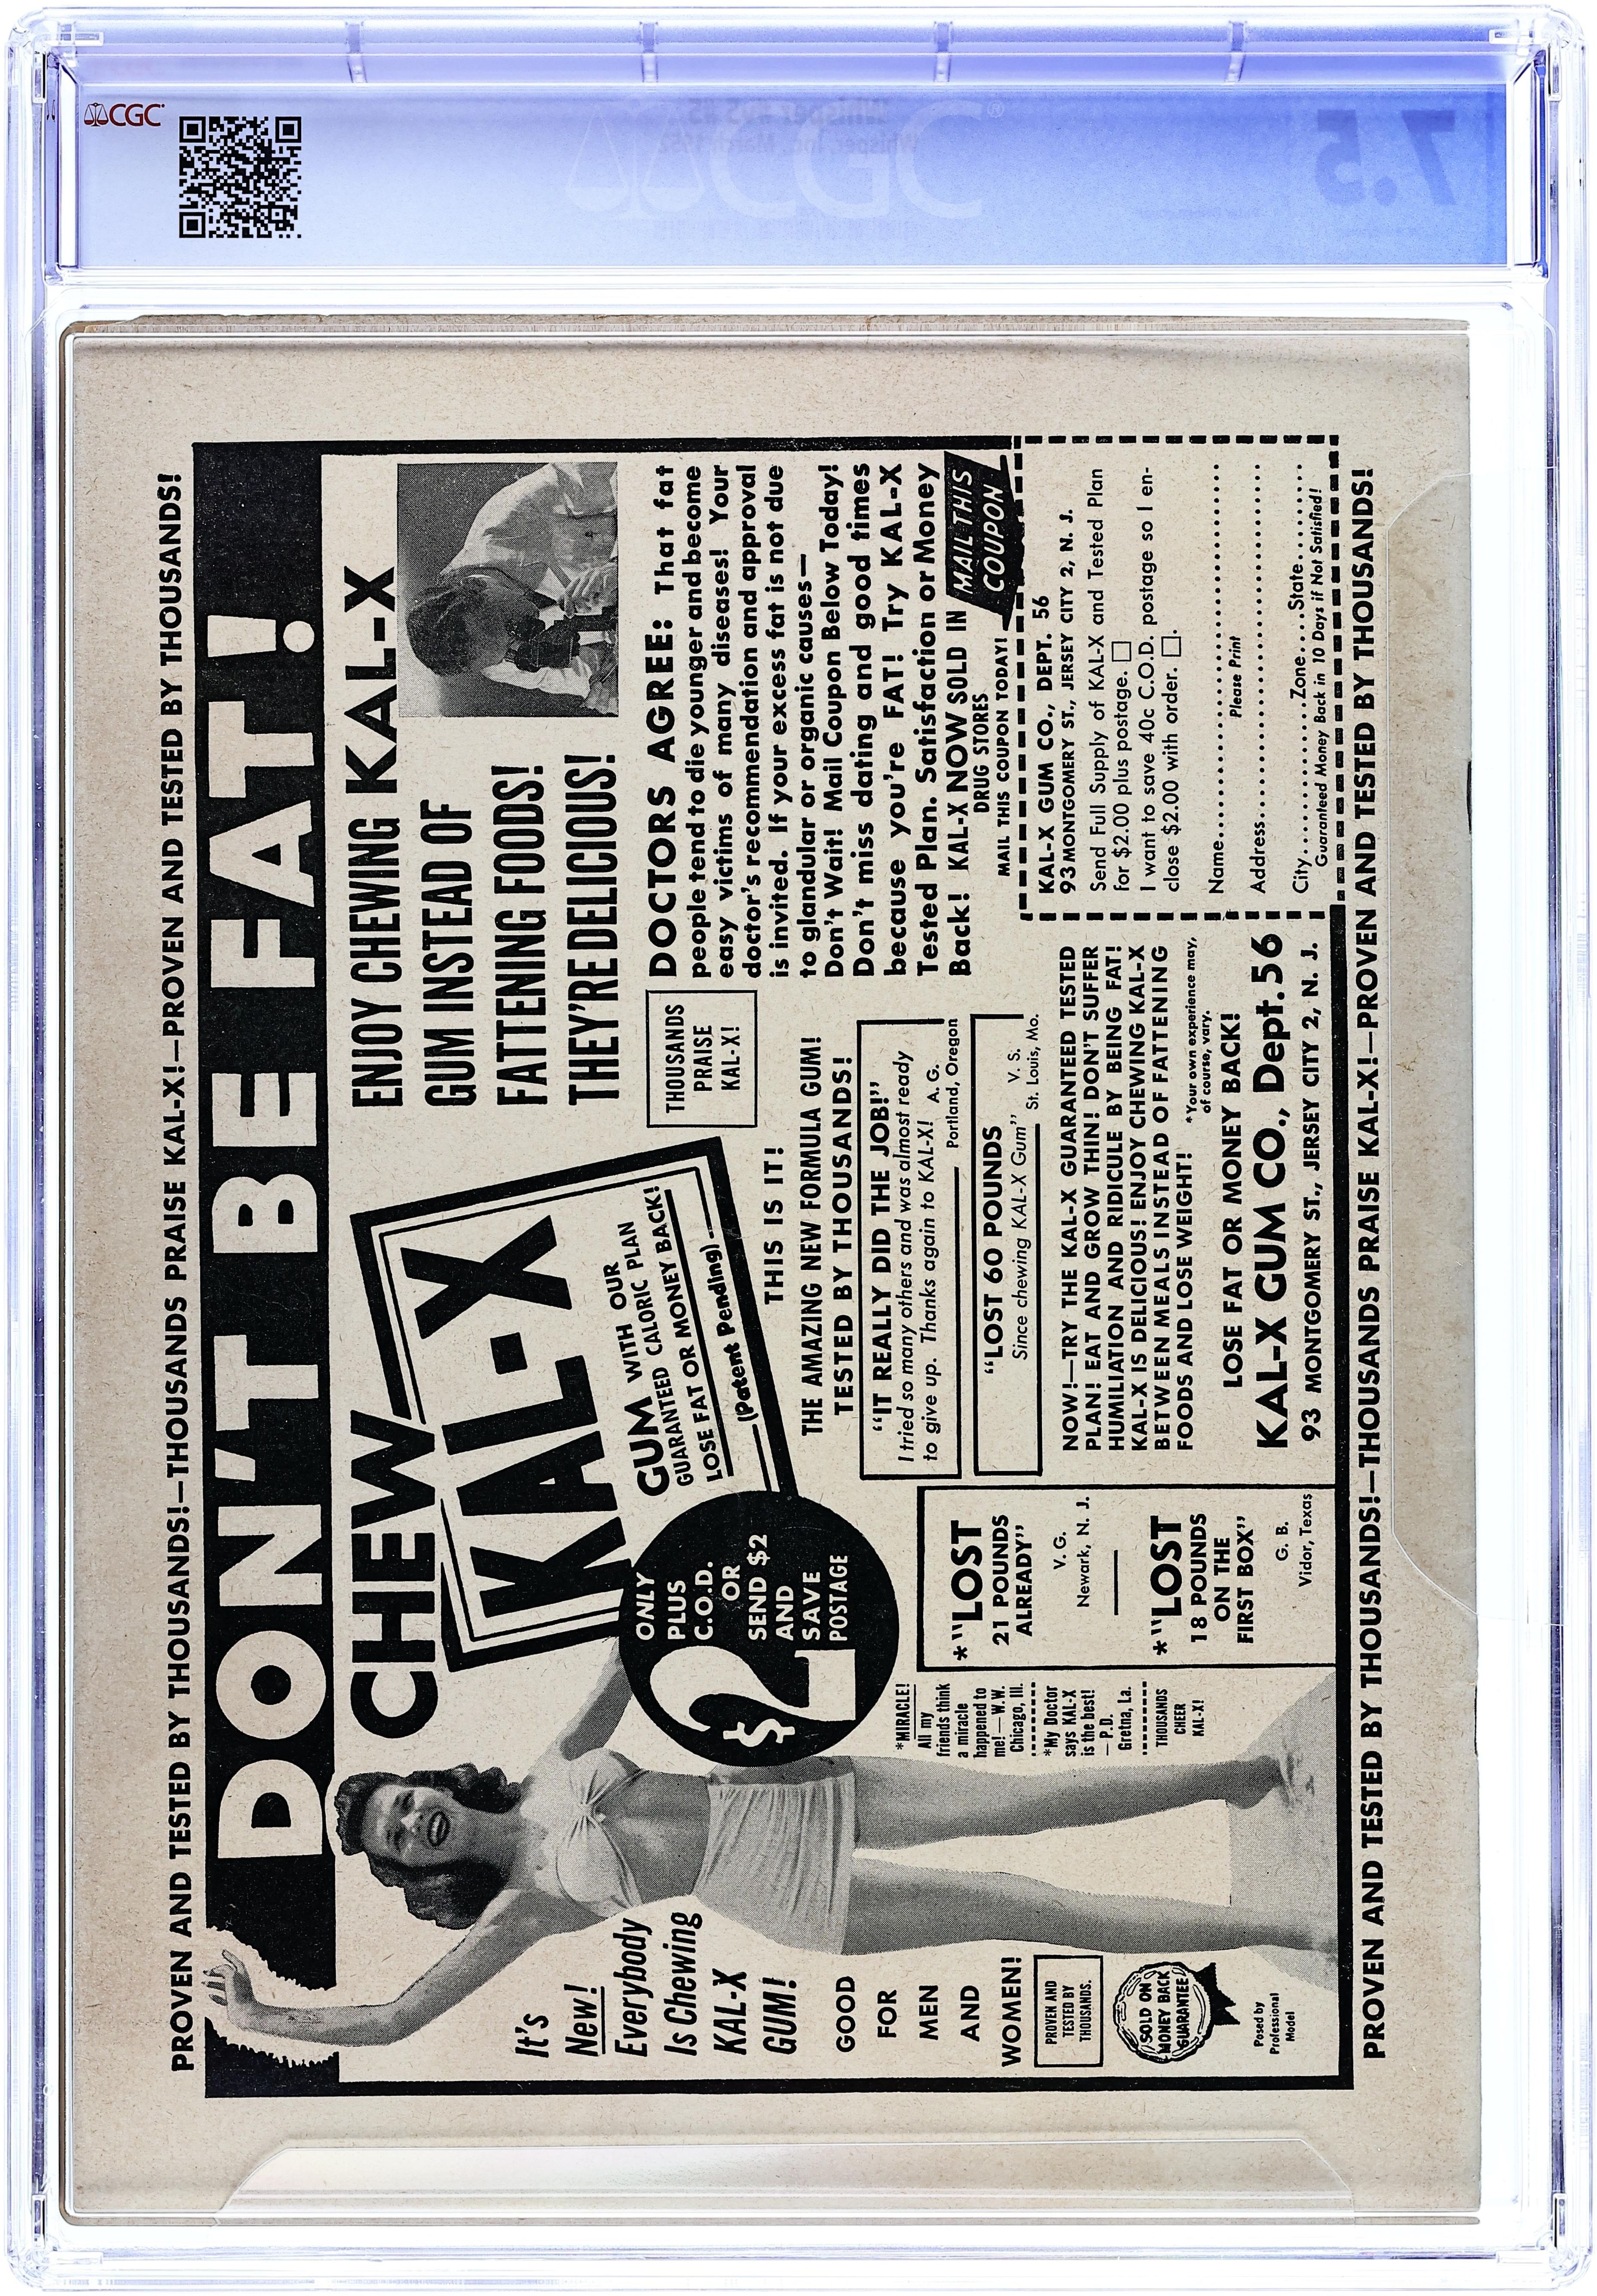 CGC
7.5
Whisper #v5 #5
Whisper, Inc., March 1952
CGC
PROVEN AND TESTED BY THOUSANDS!—THOUSANDS PRAISE KAL-X!—PROVEN AND TESTED BY THOUSANDS!
DON'T BE FAT!
CHEW
KAL-X
GUM WITH OUR
GUARANTEED CALORIC PLAN
LOSE FAT OR MONEY BACK!
(Patent Pending)
ENJOY CHEWING KAL-X
GUM INSTEAD OF
FATTENING FOODS!
THEY'RE DELICIOUS!
It's
New!
Everybody
Is Chewing
KAL-X
GUM!
GOOD
FOR
MEN
AND
WOMEN!
PROVEN AND
TESTED BY
THOUSANDS.
SOLD ON
MONEY BACK
GUARANTEE
Posed by
Professional
Model
$2
ONLY
PLUS
C.O.D.
OR
SEND $2
AND
SAVE
POSTAGE
*MIRACLE!
All my
friends think
a miracle
happened to
me!—W.W.
Chicago, Ill.
*My Doctor
says KAL-X
is the best!
—P.D.
Gretna, La.
THOUSANDS
CHEER
KAL-X!
*"LOST
21 POUNDS
ALREADY"
V. G.
Newark, N. J.
*"LOST
18 POUNDS
ON THE
FIRST BOX"
G. B.
Vidor, Texas
THIS IS IT!
THE AMAZING NEW FORMULA GUM!
TESTED BY THOUSANDS!
THOUSANDS
PRAISE
KAL-X!
"IT REALLY DID THE JOB!"
I tried so many others and was almost ready
to give up. Thanks again to KAL-X! A. G.
Portland, Oregon
"LOST 60 POUNDS
Since chewing KAL-X Gum" V. S.
St. Louis, Mo.
NOW!—TRY THE KAL-X GUARANTEED TESTED
PLAN! EAT AND GROW THIN! DON'T SUFFER
HUMILIATION AND RIDICULE BY BEING FAT!
KAL-X IS DELICIOUS! ENJOY CHEWING KAL-X
BETWEEN MEALS INSTEAD OF FATTENING
FOODS AND LOSE WEIGHT!
*Your own experience may,
of course, vary.
LOSE FAT OR MONEY BACK!
KAL-X GUM CO., Dept. 56
93 MONTGOMERY ST., JERSEY CITY 2, N. J.
DOCTORS AGREE: That fat
people tend to die younger and become
easy victims of many diseases! Your
doctor's recommendation and approval
is invited. If your excess fat is not due
to glandular or organic causes—
Don't Wait! Mail Coupon Below Today!
Don't miss dating and good times
because you're FAT! Try KAL-X
Tested Plan. Satisfaction or Money
Back! KAL-X NOW SOLD IN
DRUG STORES
MAIL THIS
COUPON
MAIL THIS COUPON TODAY!
KAL-X GUM CO., DEPT. 56
93 MONTGOMERY ST., JERSEY CITY 2, N. J.
Send Full Supply of KAL-X and Tested Plan
for $2.00 plus postage. □
I want to save 40c C.O.D. postage so I en-
close $2.00 with order. □.
Name
Please Print
Address
City Zone State
Guaranteed Money Back in 10 Days if Not Satisfied!
PROVEN AND TESTED BY THOUSANDS!—THOUSANDS PRAISE KAL-X!—PROVEN AND TESTED BY THOUSANDS!